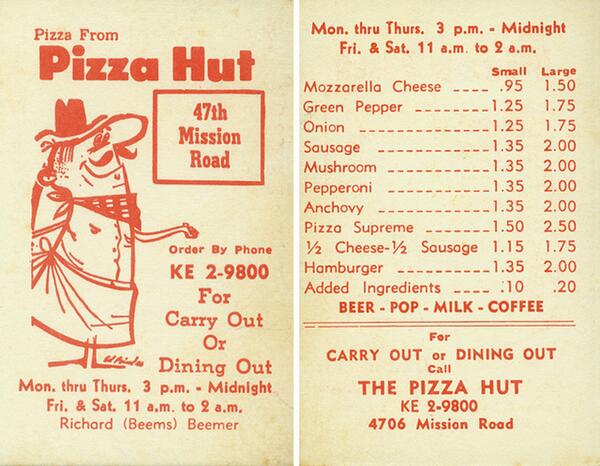 Pizza From
Pizza Hut
47th
Mission
Road
Order By Phone
KE 2-9800
For
Carry Out
Or
Dining Out
Mon. thru Thurs. 3 p.m. - Midnight
Fri. & Sat. 11 a.m. to 2 a.m.
Richard (Beems) Beemer
Mon. thru Thurs. 3 p.m. - Midnight
Fri. & Sat. 11 a.m. to 2 a.m.
Small Large
Mozzarella Cheese ---- .95 1.50
Green Pepper -------- 1.25 1.75
Onion -------------- 1.25 1.75
Sausage ------------ 1.35 2.00
Mushroom ---------- 1.35 2.00
Pepperoni ----------- 1.35 2.00
Anchovy ------------ 1.35 2.00
Pizza Supreme ------- 1.50 2.50
½ Cheese-½ Sausage 1.15 1.75
Hamburger ---------- 1.35 2.00
Added Ingredients ---- .10 .20
BEER - POP - MILK - COFFEE
For
CARRY OUT or DINING OUT
Call
THE PIZZA HUT
KE 2-9800
4706 Mission Road